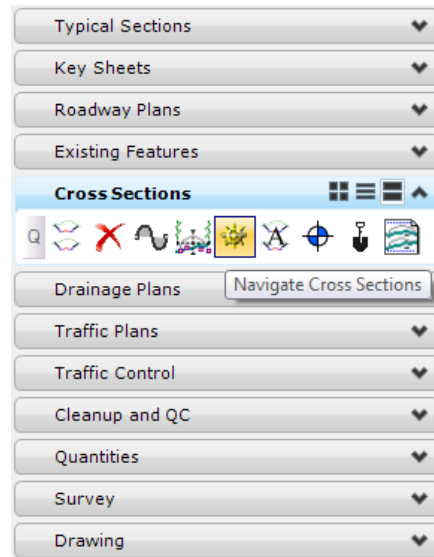 Typical Sections
Key Sheets
Roadway Plans
Existing Features
Cross Sections
Q
A
Drainage Plans
Navigate Cross Sections
Traffic Plans
Traffic Control
Cleanup and QC
Quantities
Survey
Drawing